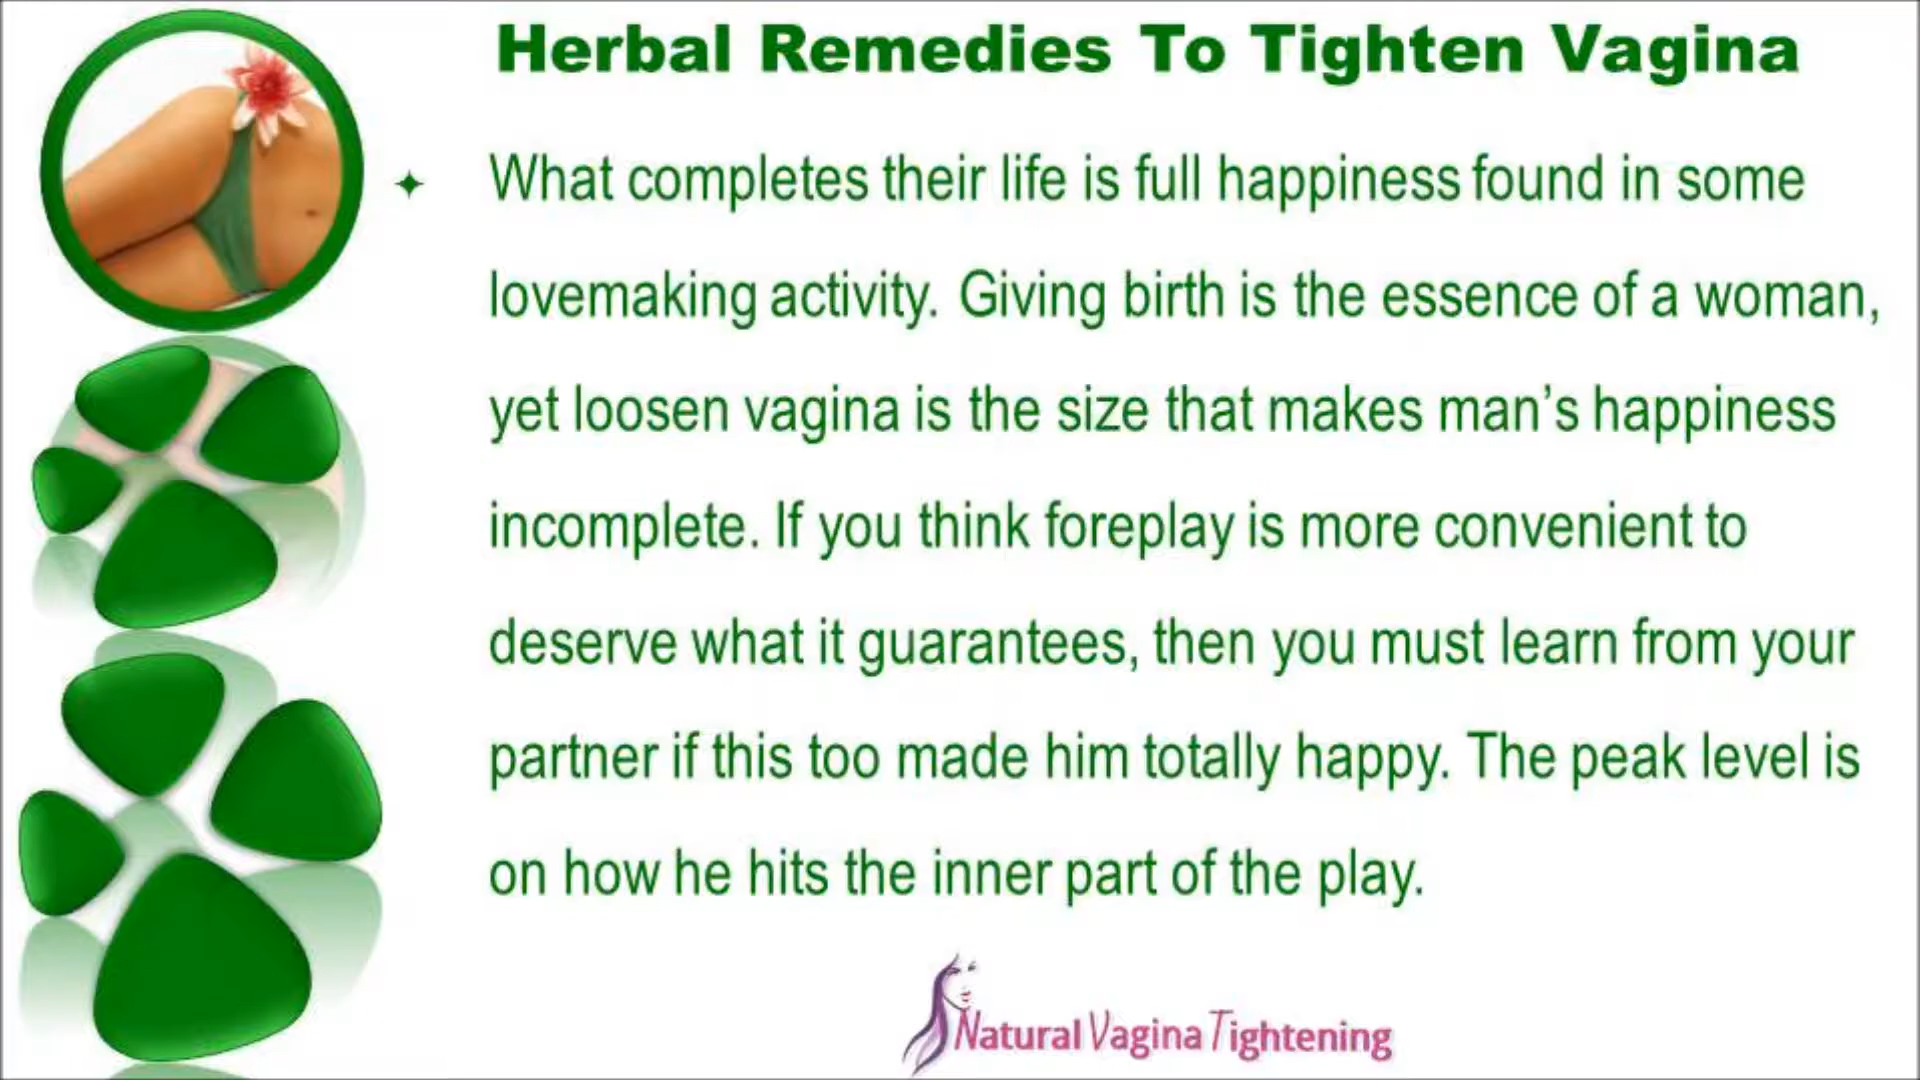 Herbal Remedies To Tighten Vagina
What completes their life is full happiness found in some
lovemaking activity. Giving birth is the essence of a woman,
yet loosen vagina is the size that makes man’s happiness
incomplete. If you think foreplay is more convenient to
deserve what it guarantees, then you must learn from your
partner if this too made him totally happy. The peak level is
on how he hits the inner part of the play.
Natural Vagina Tightening